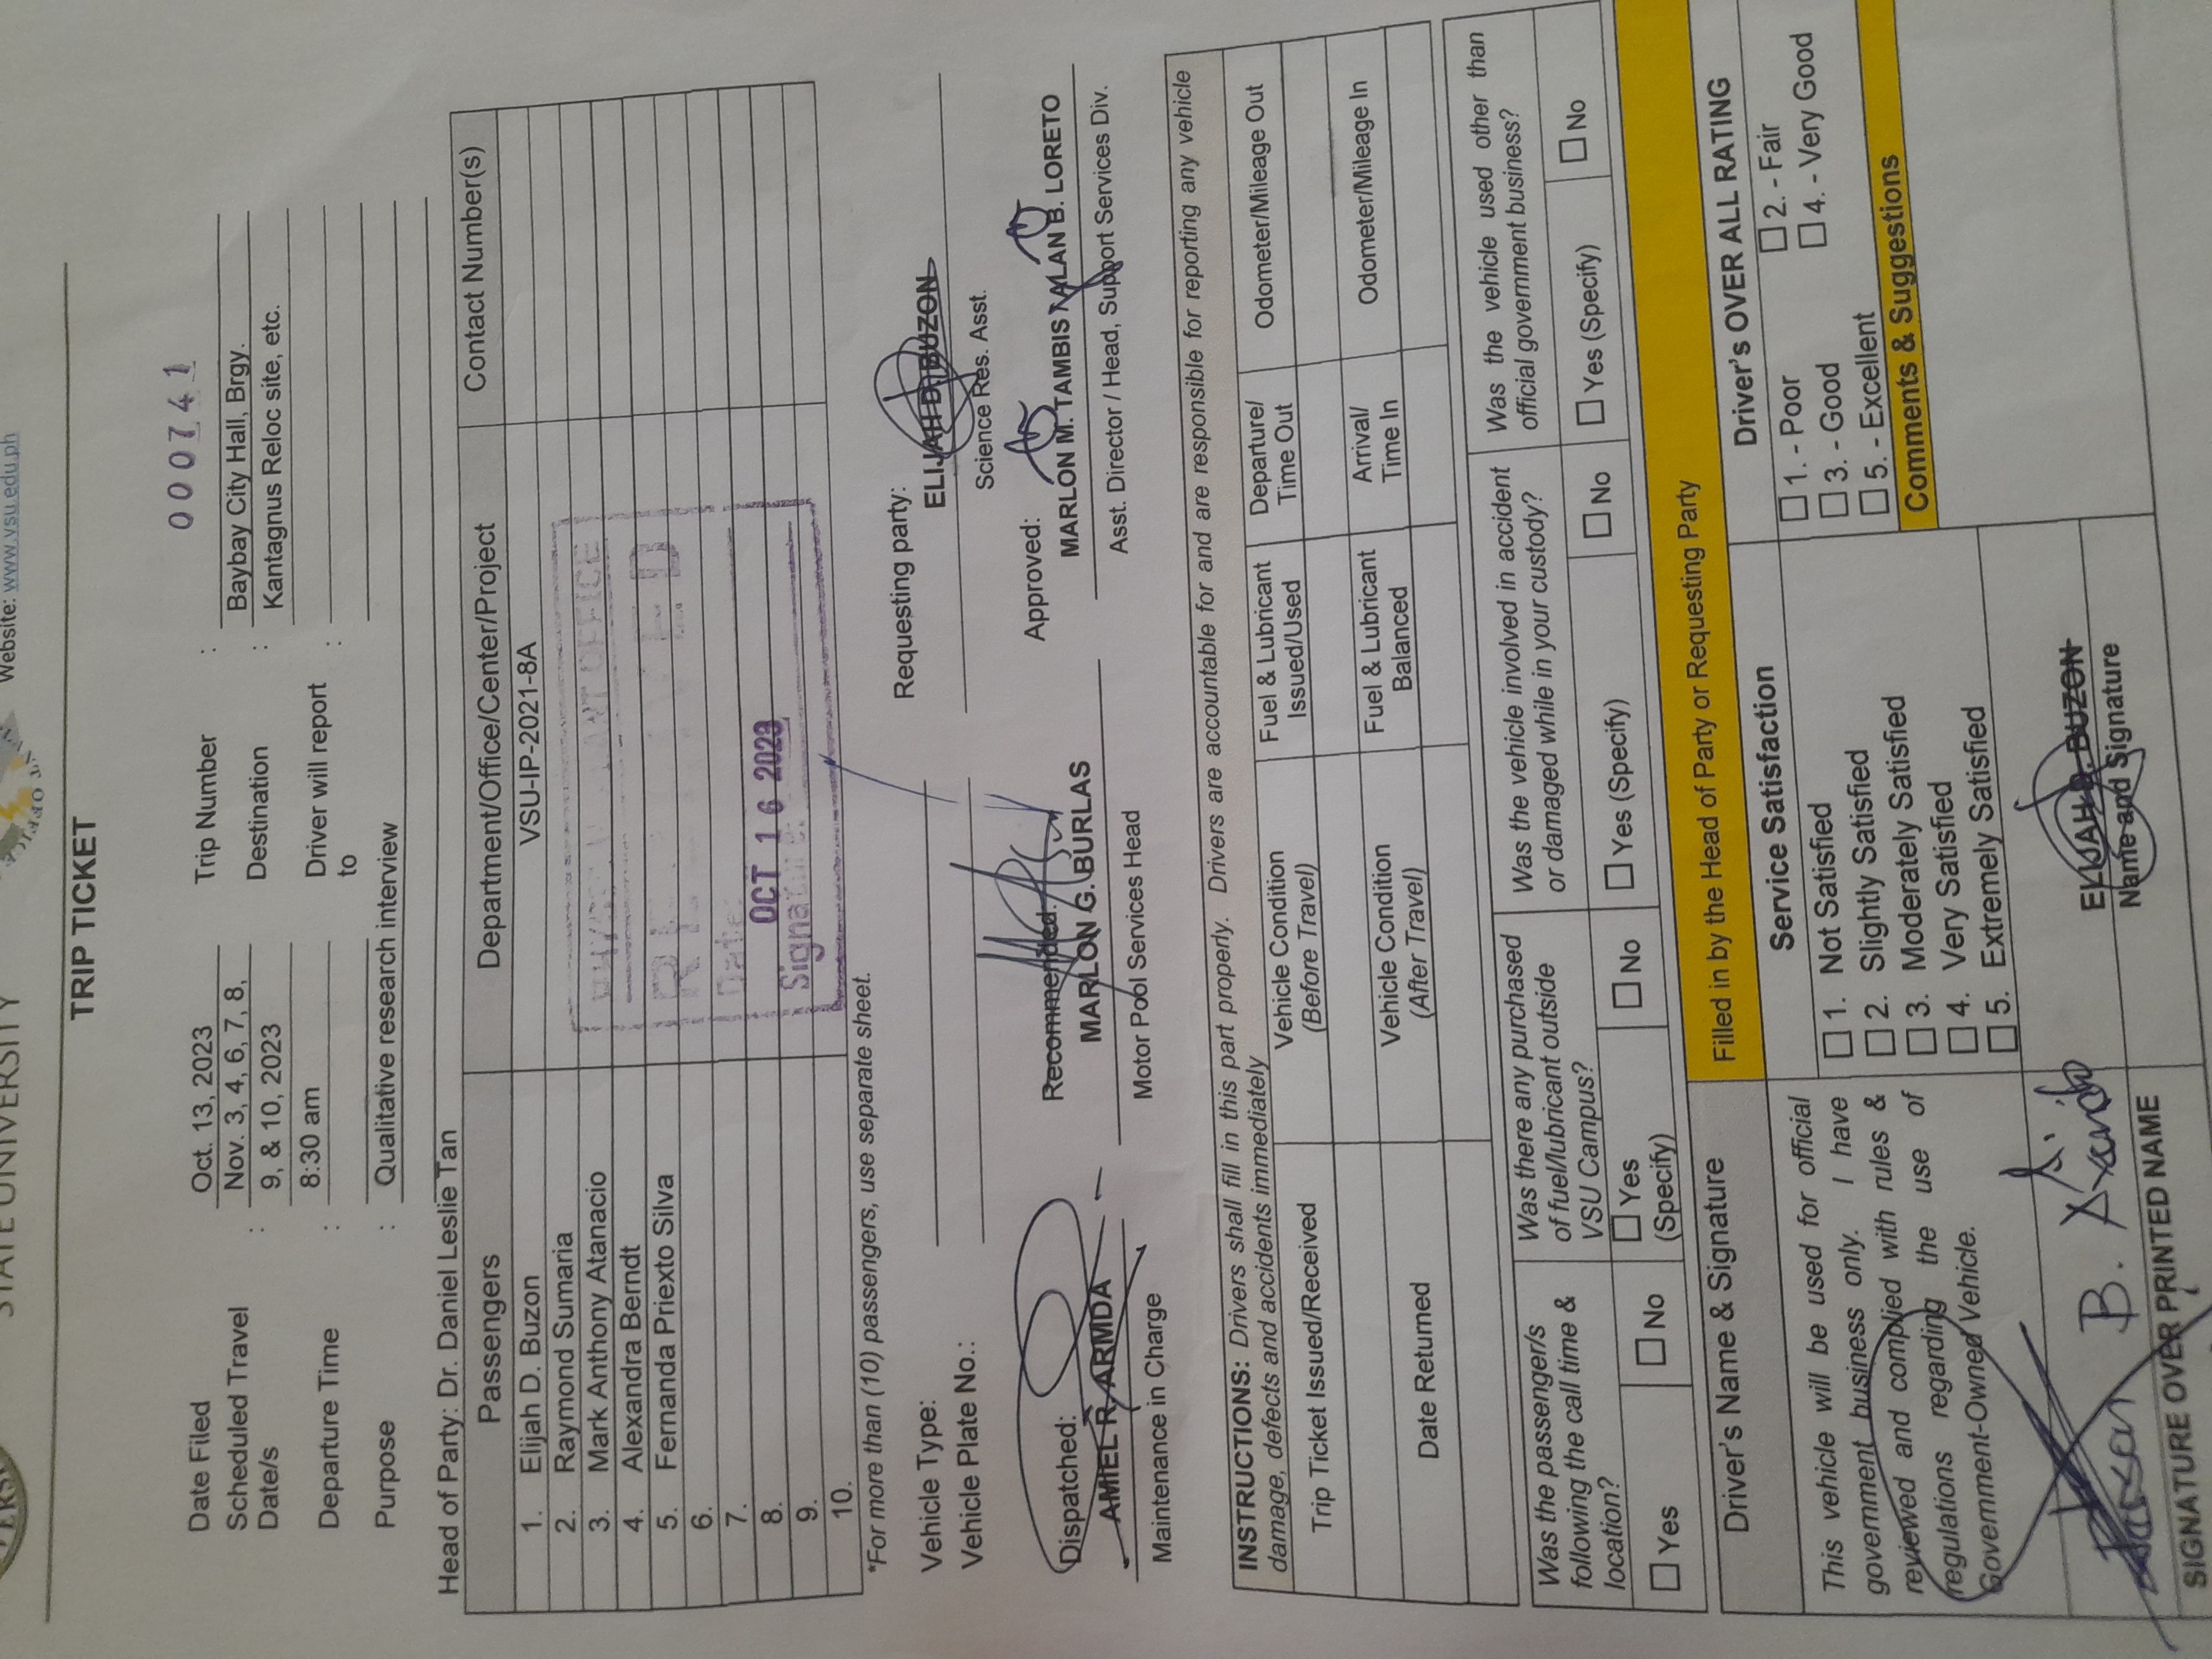 STATE UNIVERSITY
Website: www.vsu.edu.ph
TRIP TICKET
000741
Date Filed Oct. 13, 2023 Trip Number :
Scheduled Travel Date/s : Nov. 3, 4, 6, 7, 8, 9, & 10, 2023 Destination : Baybay City Hall, Brgy. Kantagnus Reloc site, etc.
Departure Time : 8:30 am Driver will report to :
Purpose : Qualitative research interview
Head of Party: Dr. Daniel Leslie Tan
Passengers Department/Office/Center/Project Contact Number(s)
1. Elijah D. Buzon VSU-IP-2021-8A
2. Raymond Sumaria
3. Mark Anthony Atanacio
4. Alexandra Berndt
5. Fernanda Priexto Silva
6.
7.
8.
9.
10.
RECEIVED
Date:
OCT 16 2023
Signature:
*For more than (10) passengers, use separate sheet.
Vehicle Type:
Vehicle Plate No.:
Requesting party:
ELIJAH D. BUZON
Science Res. Asst.
Dispatched: Recommended: Approved:
AMIEL R. ARMDA MARLON G. BURLAS MARLON M. TAMBIS / ALAN B. LORETO
Maintenance in Charge Motor Pool Services Head Asst. Director / Head, Support Services Div.
INSTRUCTIONS: Drivers shall fill in this part properly. Drivers are accountable for and are responsible for reporting any vehicle
damage, defects and accidents immediately
Trip Ticket Issued/Received Vehicle Condition (Before Travel) Fuel & Lubricant Issued/Used Departure/ Time Out Odometer/Mileage Out
Date Returned Vehicle Condition (After Travel) Fuel & Lubricant Balanced Arrival/ Time In Odometer/Mileage In
Was the passenger/s following the call time & location? Was there any purchased of fuel/lubricant outside VSU Campus? Was the vehicle involved in accident or damaged while in your custody? Was the vehicle used other than official government business?
Yes No Yes (Specify) No Yes (Specify) No Yes (Specify) No
Filled in by the Head of Party or Requesting Party
Driver's Name & Signature Service Satisfaction Driver's OVER ALL RATING
This vehicle will be used for official
government business only. I have
reviewed and complied with rules &
regulations regarding the use of
Government-Owned Vehicle.
1. Not Satisfied
2. Slightly Satisfied
3. Moderately Satisfied
4. Very Satisfied
5. Extremely Satisfied
1. - Poor 2. - Fair
3. - Good 4. - Very Good
5. - Excellent
Comments & Suggestions
B.
SIGNATURE OVER PRINTED NAME
ELIJAH D. BUZON
Name and Signature